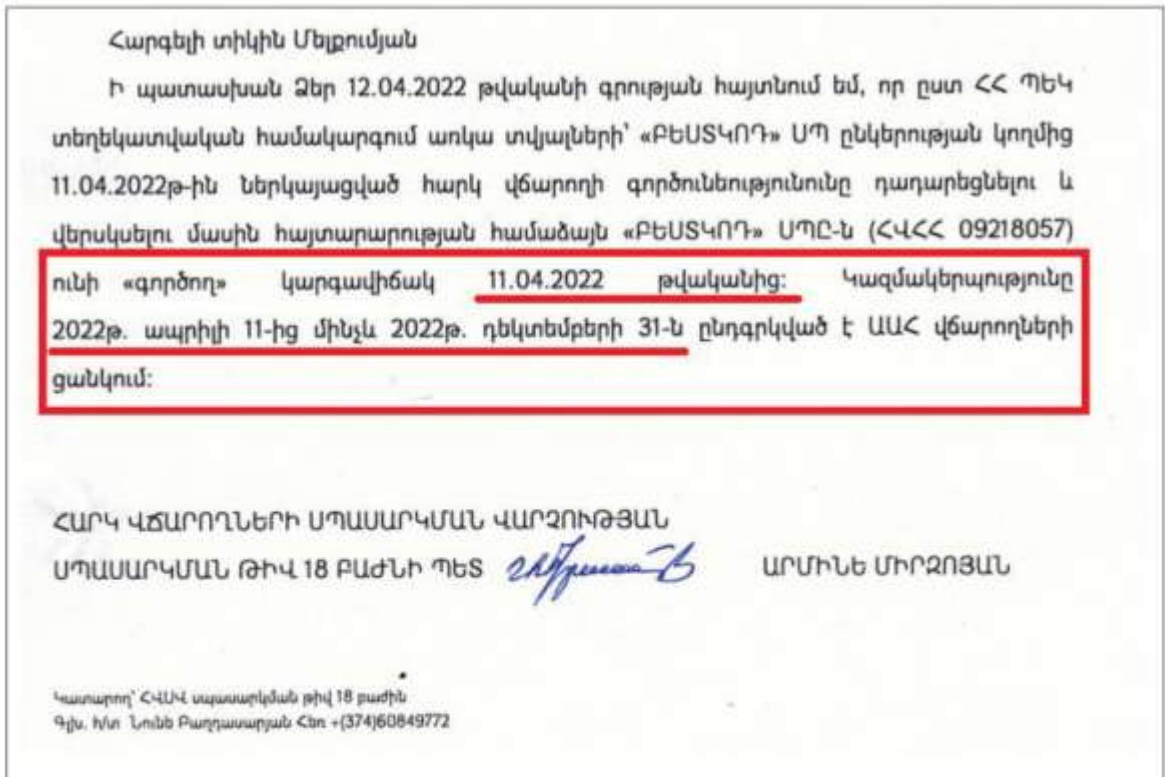 Հարգելի տիկին Մելքումյան
Ի պատասխան Ձեր 12.04.2022 թվականի գրության հայտնում եմ, որ ըստ ՀՀ ՊԵԿ
տեղեկատվական համակարգում առկա տվյալների՝ «ԲԵՍՏԿՈԴ» ՍՊ ընկերության կողմից
11.04.2022թ-ին ներկայացված հարկ վճարողի գործունեությունունը դադարեցնելու և
վերսկսելու մասին հայտարարության համաձայն «ԲԵՍՏԿՈԴ» ՍՊԸ-ն (ՀՎՀՀ 09218057)
ունի «գործող» կարգավիճակ 11.04.2022 թվականից: Կազմակերպությունը
2022թ. ապրիլի 11-ից մինչև 2022թ. դեկտեմբերի 31-ն ընդգրկված է ԱԱՀ վճարողների
ցանկում:
ՀԱՐԿ ՎՃԱՐՈՂՆԵՐԻ ՍՊԱՍԱՐԿՄԱՆ ՎԱՐՉՈՒԹՅԱՆ
ՍՊԱՍԱՐԿՄԱՆ ԹԻՎ 18 ԲԱԺՆԻ ՊԵՏ ԱՐՄԻՆԵ ՄԻՐԶՈՅԱՆ
Կատարող՝ ՀՎՍՎ սպասարկման թիվ 18 բաժին
Գլխ. հ/տ Նունե Բաղդասարյան Հեռ +(374)60849772